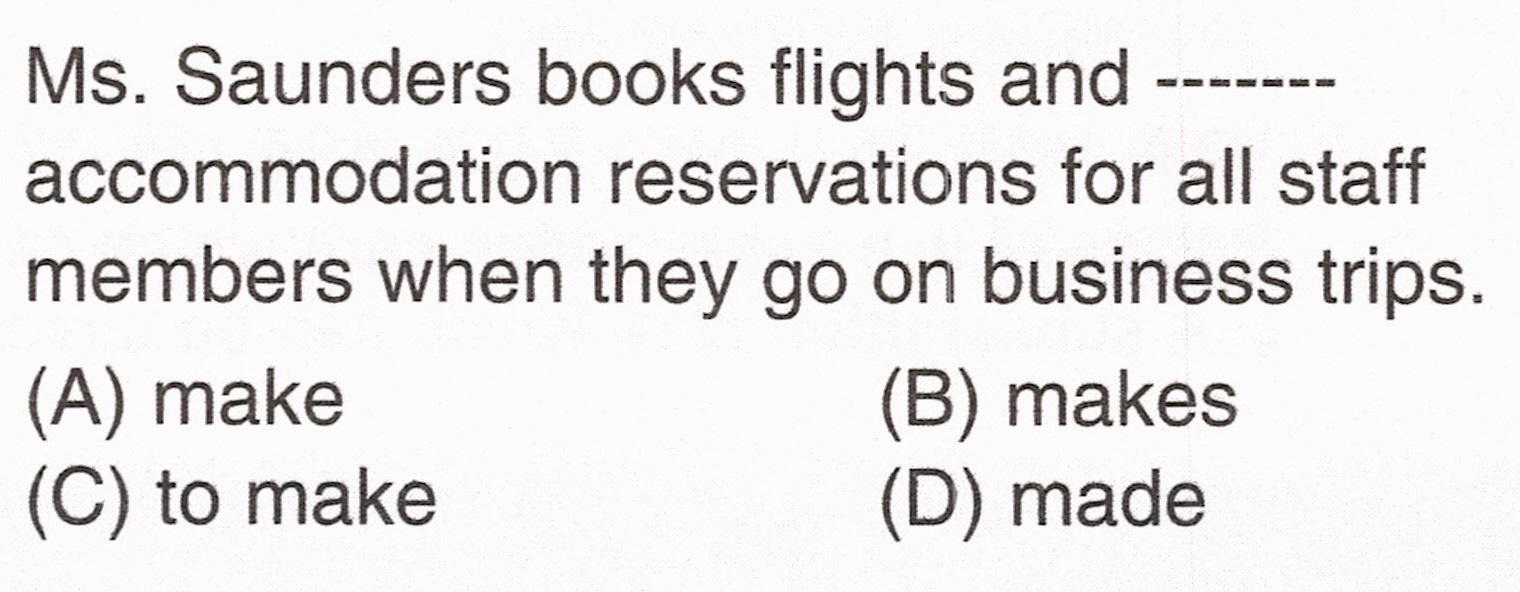 Ms. Saunders books flights and -------
accommodation reservations for all staff
members when they go on business trips.
(A) make (B) makes
(C) to make (D) made